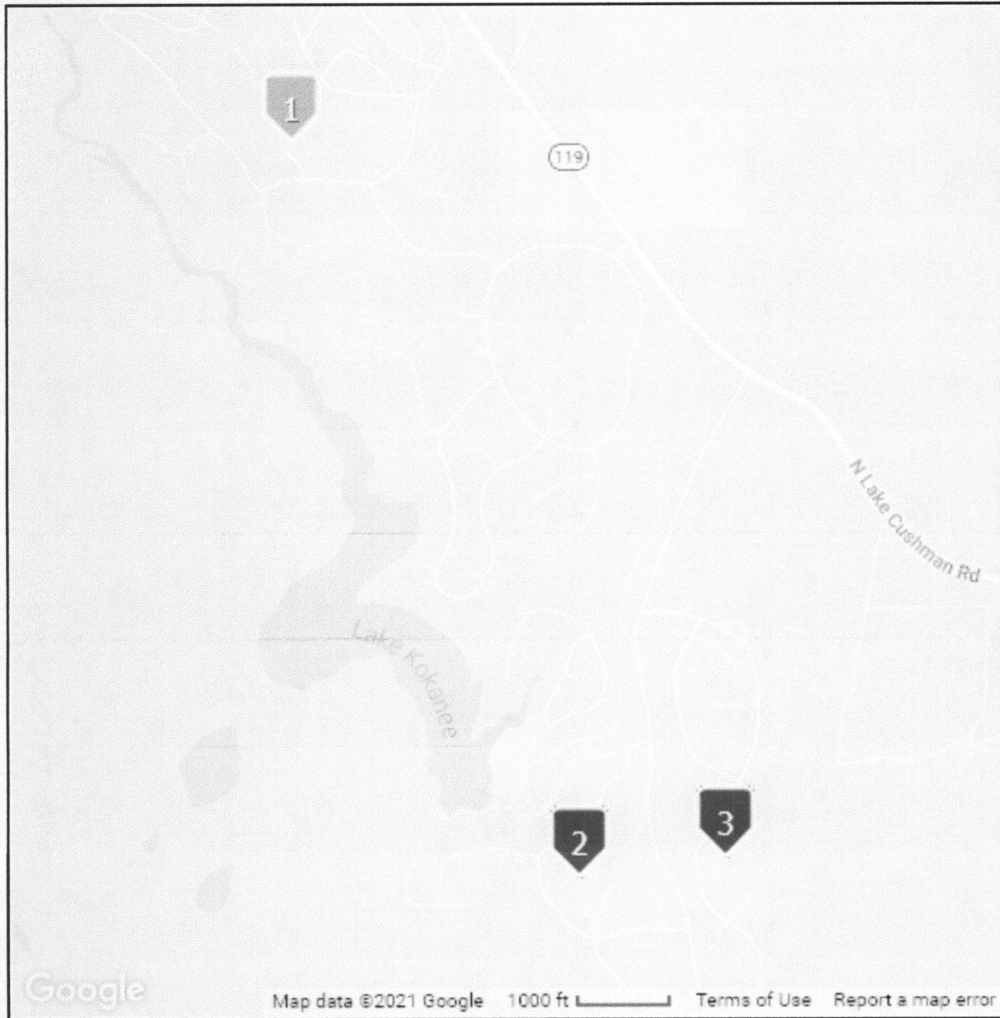 1
119
N Lake Cushman Rd
Lake Kokanee
3
2
Google
Map data ©2021 Google 1000 ft Terms of Use Report a map error